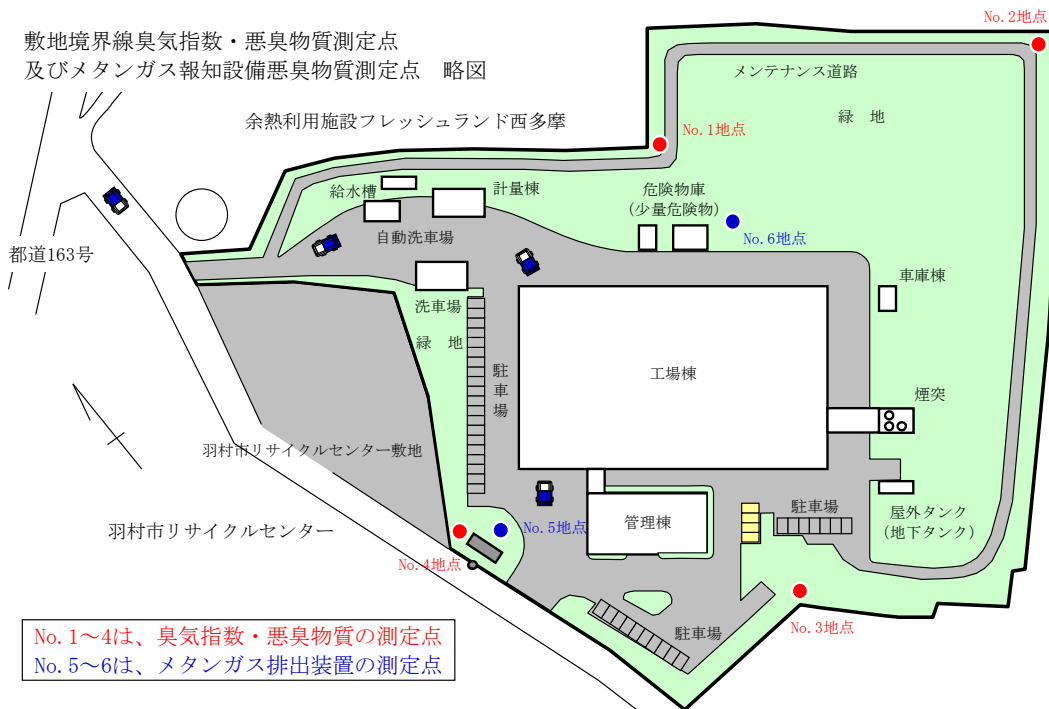 No.2地点
敷地境界線臭気指数・悪臭物質測定点
及びメタンガス報知設備悪臭物質測定点　略図
メンテナンス道路
緑　地
余熱利用施設フレッシュランド西多摩
No.1地点
給水槽
計量棟
危険物庫
(少量危険物)
自動洗車場
No.6地点
都道163号
車庫棟
洗車場
緑　地
駐車場
工場棟
煙突
羽村市リサイクルセンター敷地
羽村市リサイクルセンター
No.5地点
管理棟
駐車場
屋外タンク
(地下タンク)
No.4地点
No.3地点
駐車場
No.1～4は、臭気指数・悪臭物質の測定点
No.5～6は、メタンガス排出装置の測定点